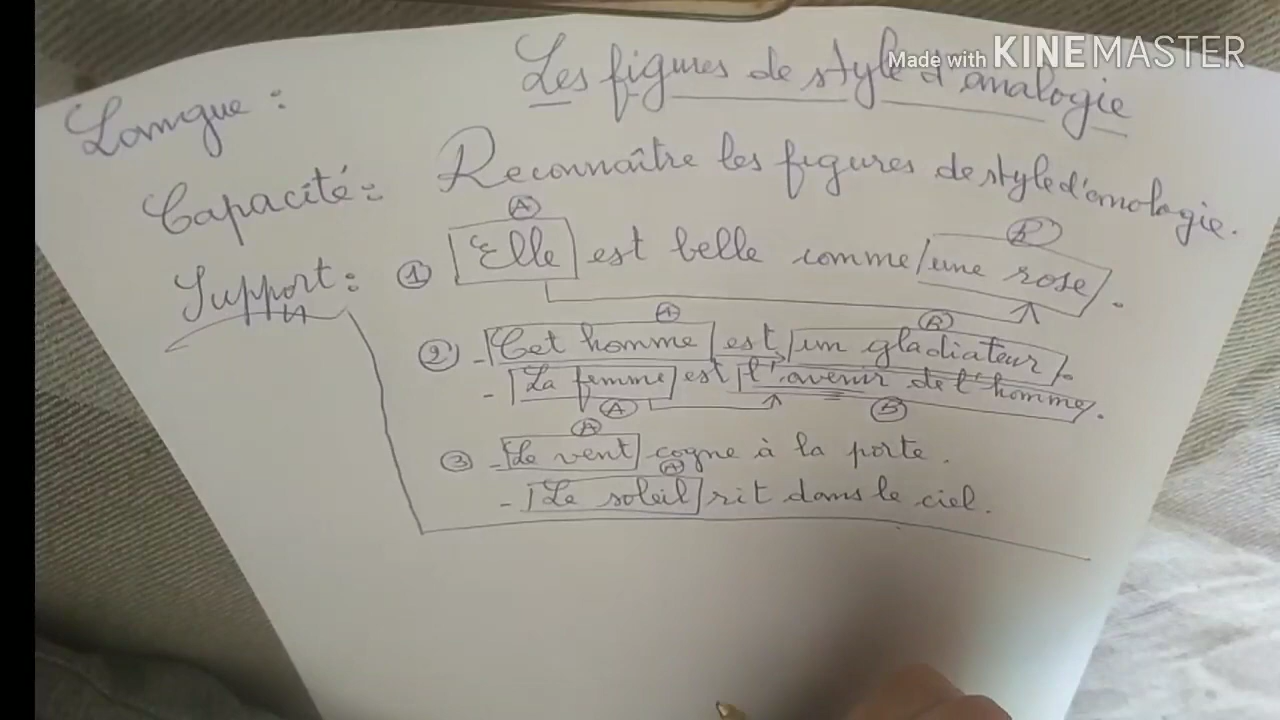 Made with KINEMASTER
Les figures de style d'analogie
Langue :
Capacité : Reconnaître les figures de style d'analogie.
A B
Support : ① Elle est belle comme une rose.
A B
② - Cet homme est un gladiateur.
- La femme est l'avenir de l'homme.
A B
A
③ - Le vent cogne à la porte.
A
- Le soleil rit dans le ciel.